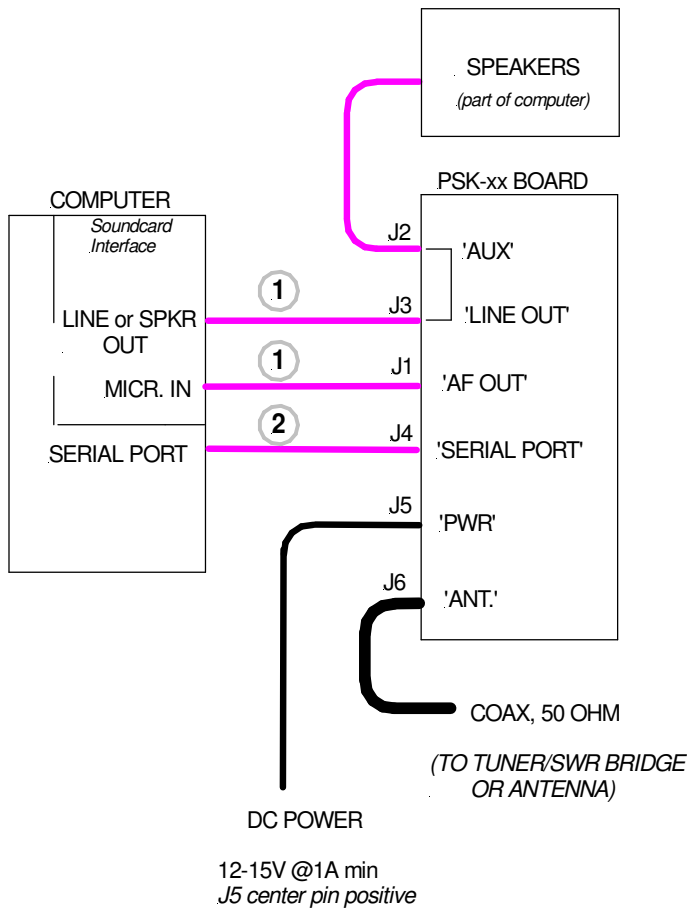 SPEAKERS
(part of computer)
PSK-xx BOARD
COMPUTER
Soundcard
Interface
J2
'AUX'
1
J3
LINE or SPKR
OUT
'LINE OUT'
1
J1
MICR. IN
'AF OUT'
2
J4
SERIAL PORT
'SERIAL PORT'
J5
'PWR'
J6
'ANT.'
COAX, 50 OHM
(TO TUNER/SWR BRIDGE
OR ANTENNA)
DC POWER
12-15V @1A min
J5 center pin positive